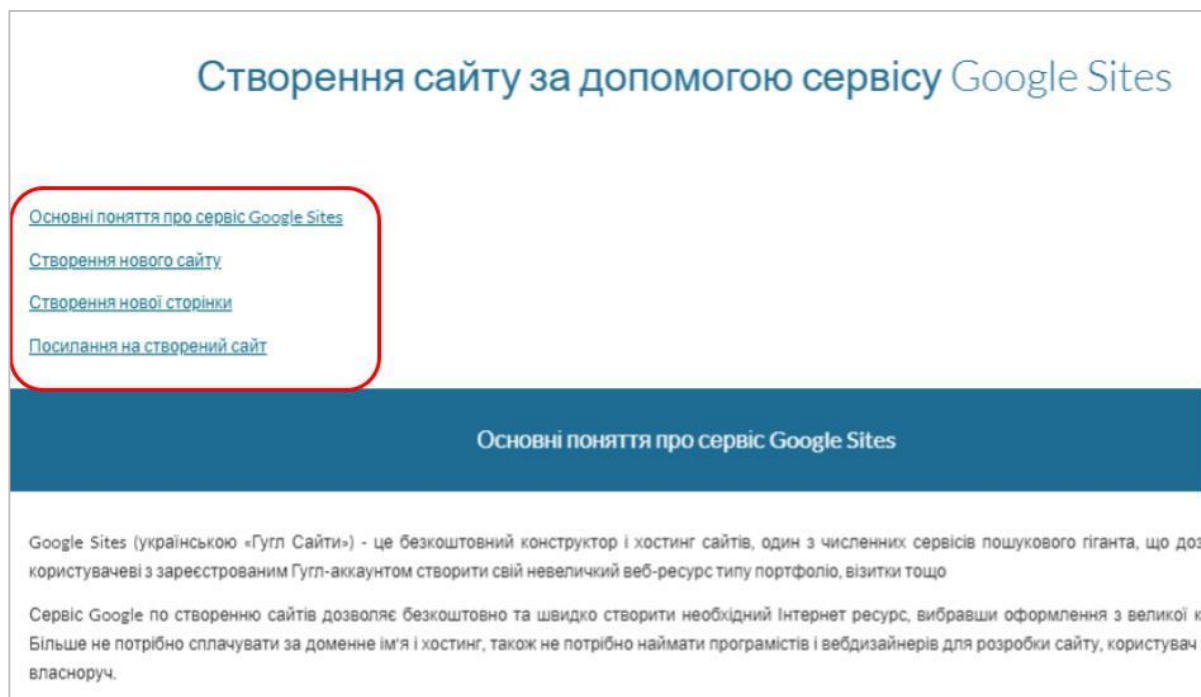 Створення сайту за допомогою сервісу Google Sites
Основні поняття про сервіс Google Sites
Створення нового сайту
Створення нової сторінки
Посилання на створений сайт
Основні поняття про сервіс Google Sites
Google Sites (українською «Гугл Сайти») - це безкоштовний конструктор і хостинг сайтів, один з численних сервісів пошукового гіганта, що
користувачеві з зареєстрованим Гугл-аккаунтом створити свій невеличкий веб-ресурс типу портфоліо, візитки тощо
Сервіс Google по створенню сайтів дозволяє безкоштовно та швидко створити необхідний Інтернет ресурс, вибравши оформлення з великої
Більше не потрібно сплачувати за доменне ім'я і хостинг, також не потрібно наймати програмістів і вебдизайнерів для розробки сайту, користувач
власноруч.